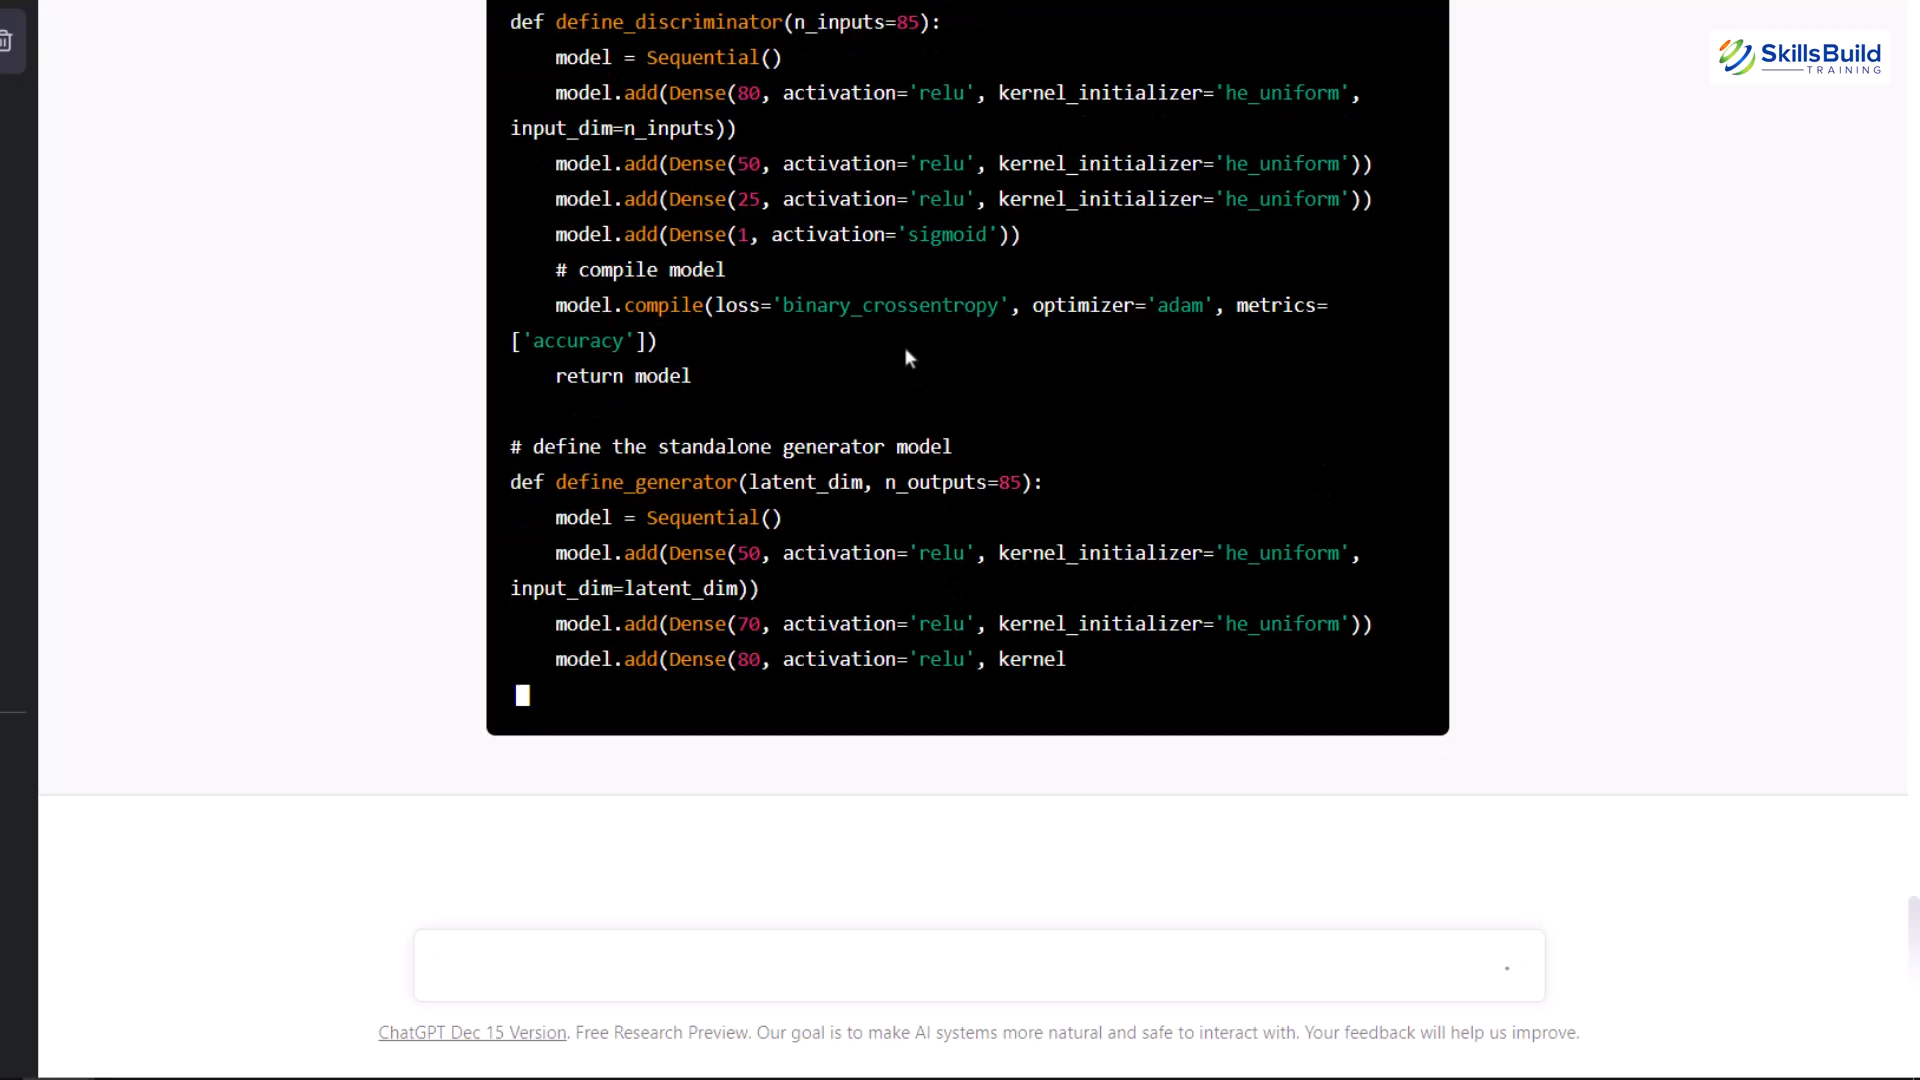 def define_discriminator(n_inputs=85):
    model = Sequential()
    model.add(Dense(80, activation='relu', kernel_initializer='he_uniform',
input_dim=n_inputs))
    model.add(Dense(50, activation='relu', kernel_initializer='he_uniform'))
    model.add(Dense(25, activation='relu', kernel_initializer='he_uniform'))
    model.add(Dense(1, activation='sigmoid'))
    # compile model
    model.compile(loss='binary_crossentropy', optimizer='adam', metrics=
['accuracy'])
    return model

# define the standalone generator model
def define_generator(latent_dim, n_outputs=85):
    model = Sequential()
    model.add(Dense(50, activation='relu', kernel_initializer='he_uniform',
input_dim=latent_dim))
    model.add(Dense(70, activation='relu', kernel_initializer='he_uniform'))
    model.add(Dense(80, activation='relu', kernel
SkillsBuild
TRAINING
ChatGPT Dec 15 Version. Free Research Preview. Our goal is to make AI systems more natural and safe to interact with. Your feedback will help us improve.